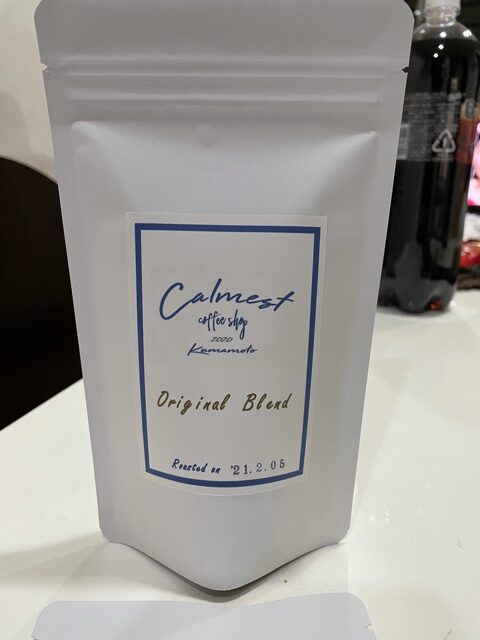 Calmest
coffee shop
2020
Kumamoto
Original Blend
Roasted on '21.2.05